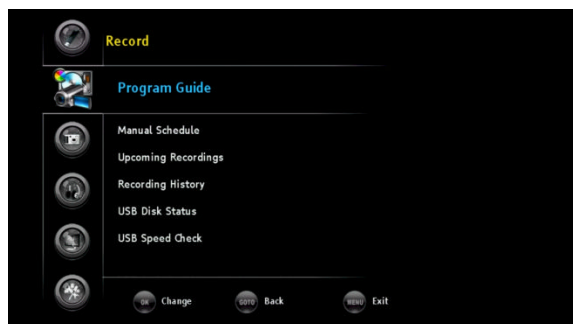 Record
Program Guide
Manual Schedule
Upcoming Recordings
Recording History
USB Disk Status
USB Speed Check
OK Change GOTO Back MENU Exit